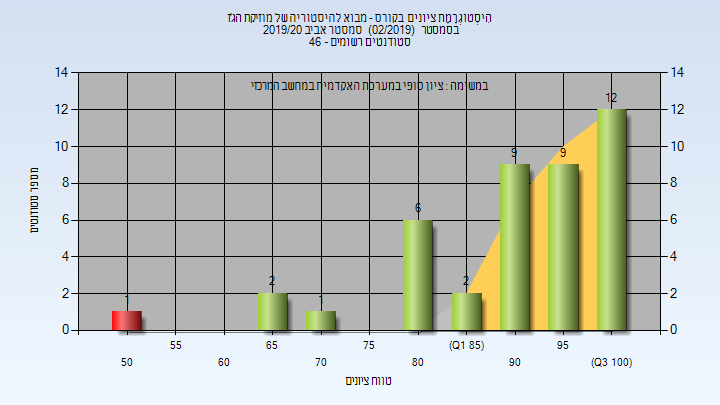 היסטוגרמת ציונים בקורס - מבוא להיסטוריה של מוזיקת הג'ז
בסמסטר (02/2019) סמסטר אביב 2019/20
סטודנטים רשומים - 46
במשימה : ציון סופי במערכת האקדמית במחשב המרכזי
14 14
12 12
10 10
8 8
6 6
4 4
2 2
0 0
1 2 1 6 2 9 9 12
מספר סטודנטים
55 65 75 (Q1 85) 95
50 60 70 80 90 (Q3 100)
טווח ציונים